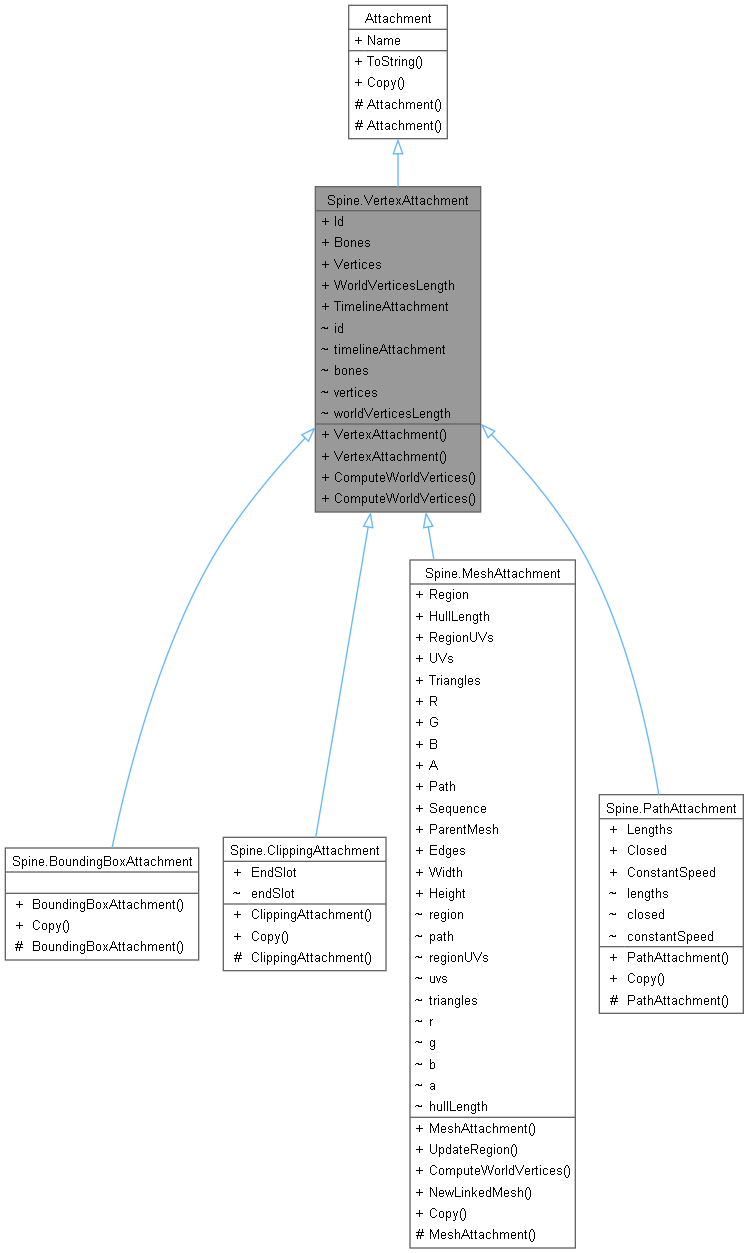 Attachment
+ Name
+ ToString()
+ Copy()
# Attachment()
# Attachment()
Spine.VertexAttachment
+ Id
+ Bones
+ Vertices
+ WorldVerticesLength
+ TimelineAttachment
~ id
~ timelineAttachment
~ bones
~ vertices
~ worldVerticesLength
+ VertexAttachment()
+ VertexAttachment()
+ ComputeWorldVertices()
+ ComputeWorldVertices()
Spine.BoundingBoxAttachment
+ BoundingBoxAttachment()
+ Copy()
# BoundingBoxAttachment()
Spine.ClippingAttachment
+ EndSlot
~ endSlot
+ ClippingAttachment()
+ Copy()
# ClippingAttachment()
Spine.MeshAttachment
+ Region
+ HullLength
+ RegionUVs
+ UVs
+ Triangles
+ R
+ G
+ B
+ A
+ Path
+ Sequence
+ ParentMesh
+ Edges
+ Width
+ Height
~ region
~ path
~ regionUVs
~ uvs
~ triangles
~ r
~ g
~ b
~ a
~ hullLength
+ MeshAttachment()
+ UpdateRegion()
+ ComputeWorldVertices()
+ NewLinkedMesh()
+ Copy()
# MeshAttachment()
Spine.PathAttachment
+ Lengths
+ Closed
+ ConstantSpeed
~ lengths
~ closed
~ constantSpeed
+ PathAttachment()
+ Copy()
# PathAttachment()